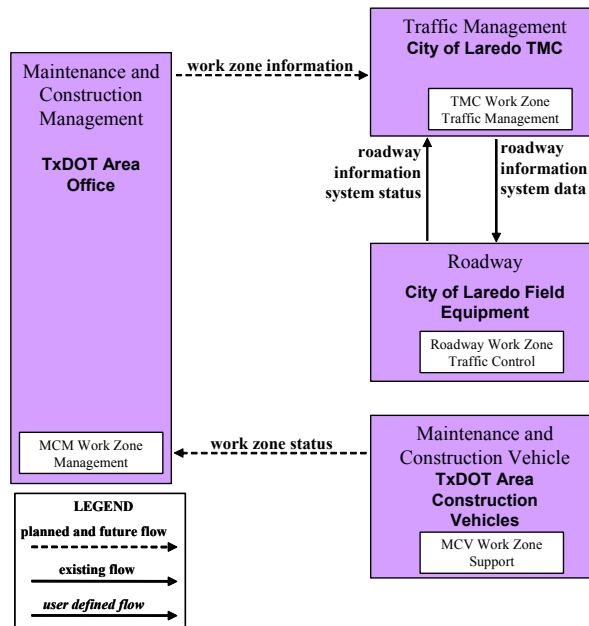 Maintenance and
Construction
Management
TxDOT Area
Office
MCM Work Zone
Management
work zone information
Traffic Management
City of Laredo TMC
TMC Work Zone
Traffic Management
roadway
information
system status
roadway
information
system data
Roadway
City of Laredo Field
Equipment
Roadway Work Zone
Traffic Control
work zone status
Maintenance and
Construction Vehicle
TxDOT Area
Construction
Vehicles
MCV Work Zone
Support
LEGEND
planned and future flow
existing flow
user defined flow